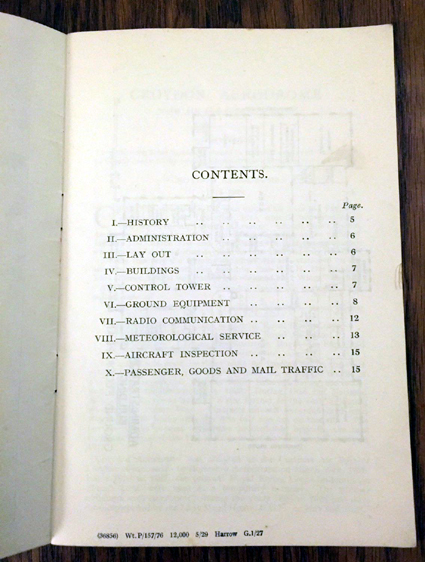 CONTENTS.
Page.
I.—HISTORY .. .. .. .. .. 5
II.—ADMINISTRATION .. .. .. .. .. 6
III.—LAY OUT .. .. .. .. .. 6
IV.—BUILDINGS .. .. .. .. .. 7
V.—CONTROL TOWER .. .. .. .. .. 7
VI.—GROUND EQUIPMENT .. .. .. .. 8
VII.—RADIO COMMUNICATION .. .. .. .. 12
VIII.—METEOROLOGICAL SERVICE .. .. .. 13
IX.—AIRCRAFT INSPECTION .. .. .. .. 15
X.—PASSENGER, GOODS AND MAIL TRAFFIC .. 15
(36856) Wt. P/157/76 12,000 5/29 Harrow G.1/27